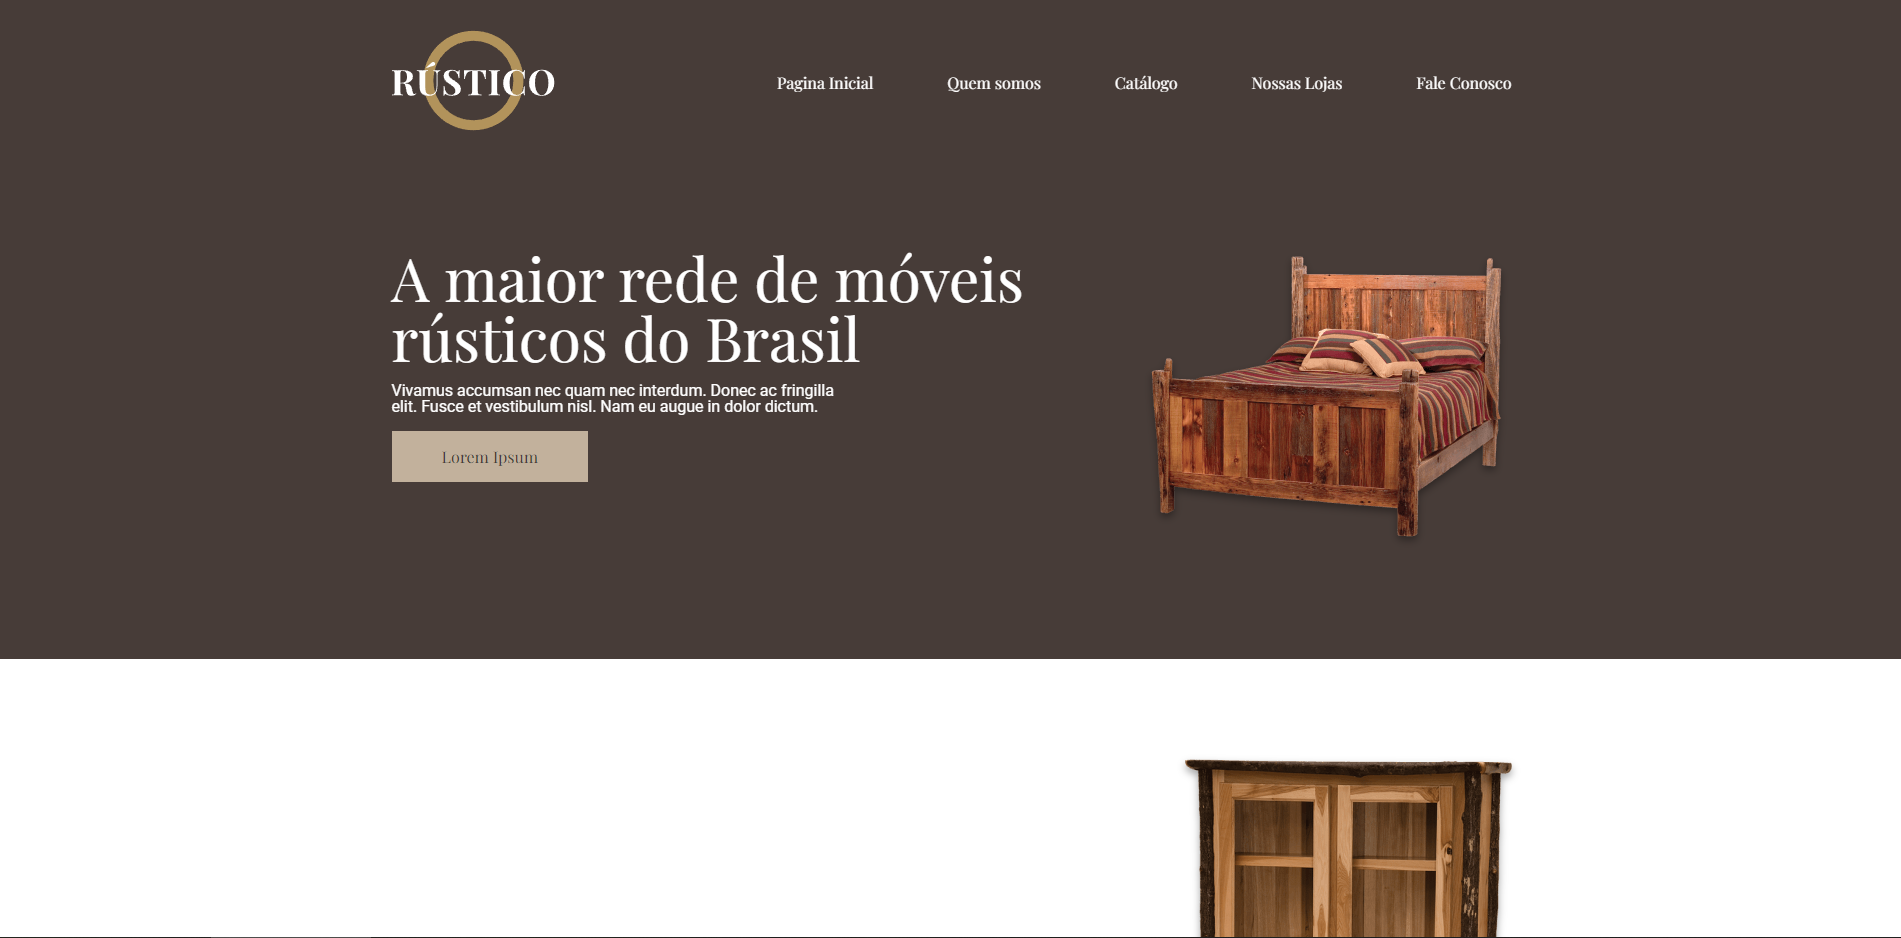 RÚSTICO
Pagina Inicial
Quem somos
Catálogo
Nossas Lojas
Fale Conosco
A maior rede de móveis
rústicos do Brasil
Vivamus accumsan nec quam nec interdum. Donec ac fringilla
elit. Fusce et vestibulum nisl. Nam eu augue in dolor dictum.
Lorem Ipsum